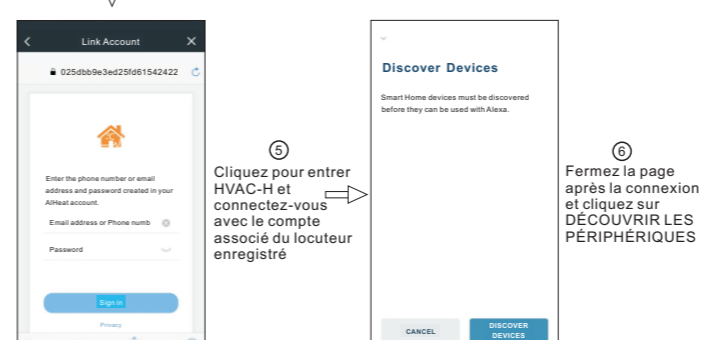 Link Account
025dbb9e3ed25fd61542422
Enter the phone number or email
address and password created in your
AIHeat account.
Email address or Phone numb
Password
Sign in
Privacy
⑤
Cliquez pour entrer
HVAC-H et
connectez-vous
avec le compte
associé du locuteur
enregistré
Discover Devices
Smart Home devices must be discovered
before they can be used with Alexa.
CANCEL
DISCOVER
DEVICES
⑥
Fermez la page
après la connexion
et cliquez sur
DÉCOUVRIR LES
PÉRIPHÉRIQUES